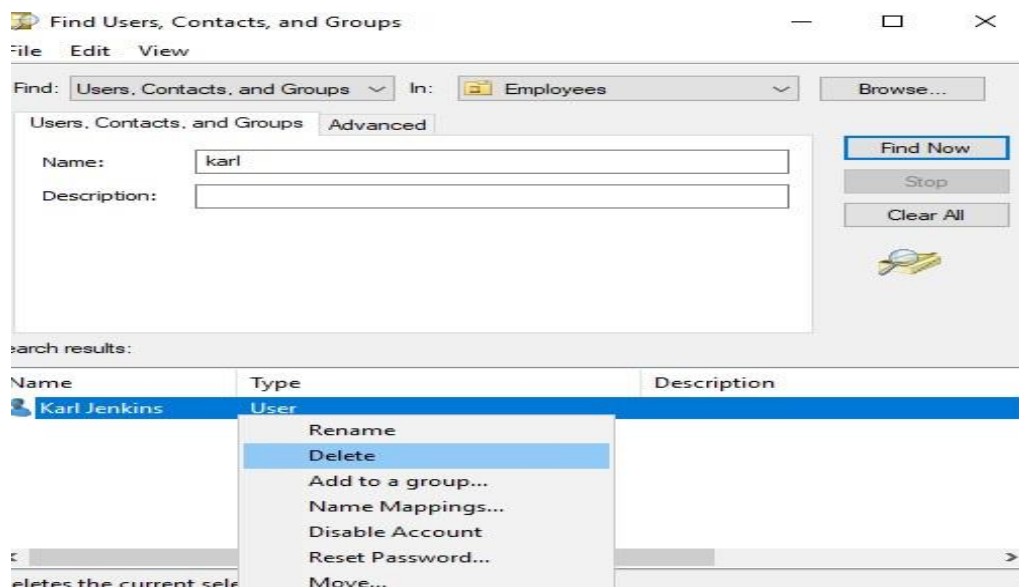 Find Users, Contacts, and Groups
File Edit View
Find: Users, Contacts, and Groups In: Employees Browse...
Users, Contacts, and Groups Advanced
Find Now
Name: karl
Stop
Description:
Clear All
earch results:
Name Type Description
Karl Jenkins User
Rename
Delete
Add to a group...
Name Mappings...
Disable Account
Reset Password...
eletes the current sele Move...